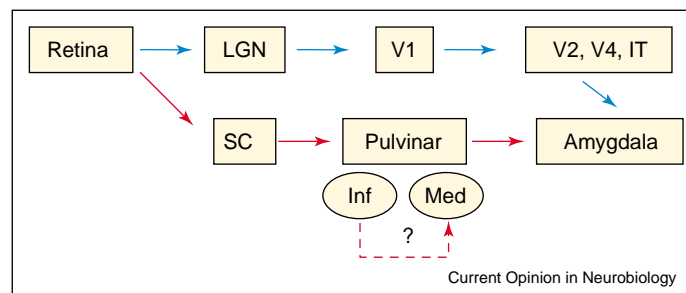 Retina
LGN
V1
V2, V4, IT
SC
Pulvinar
Amygdala
Inf
Med
?
Current Opinion in Neurobiology